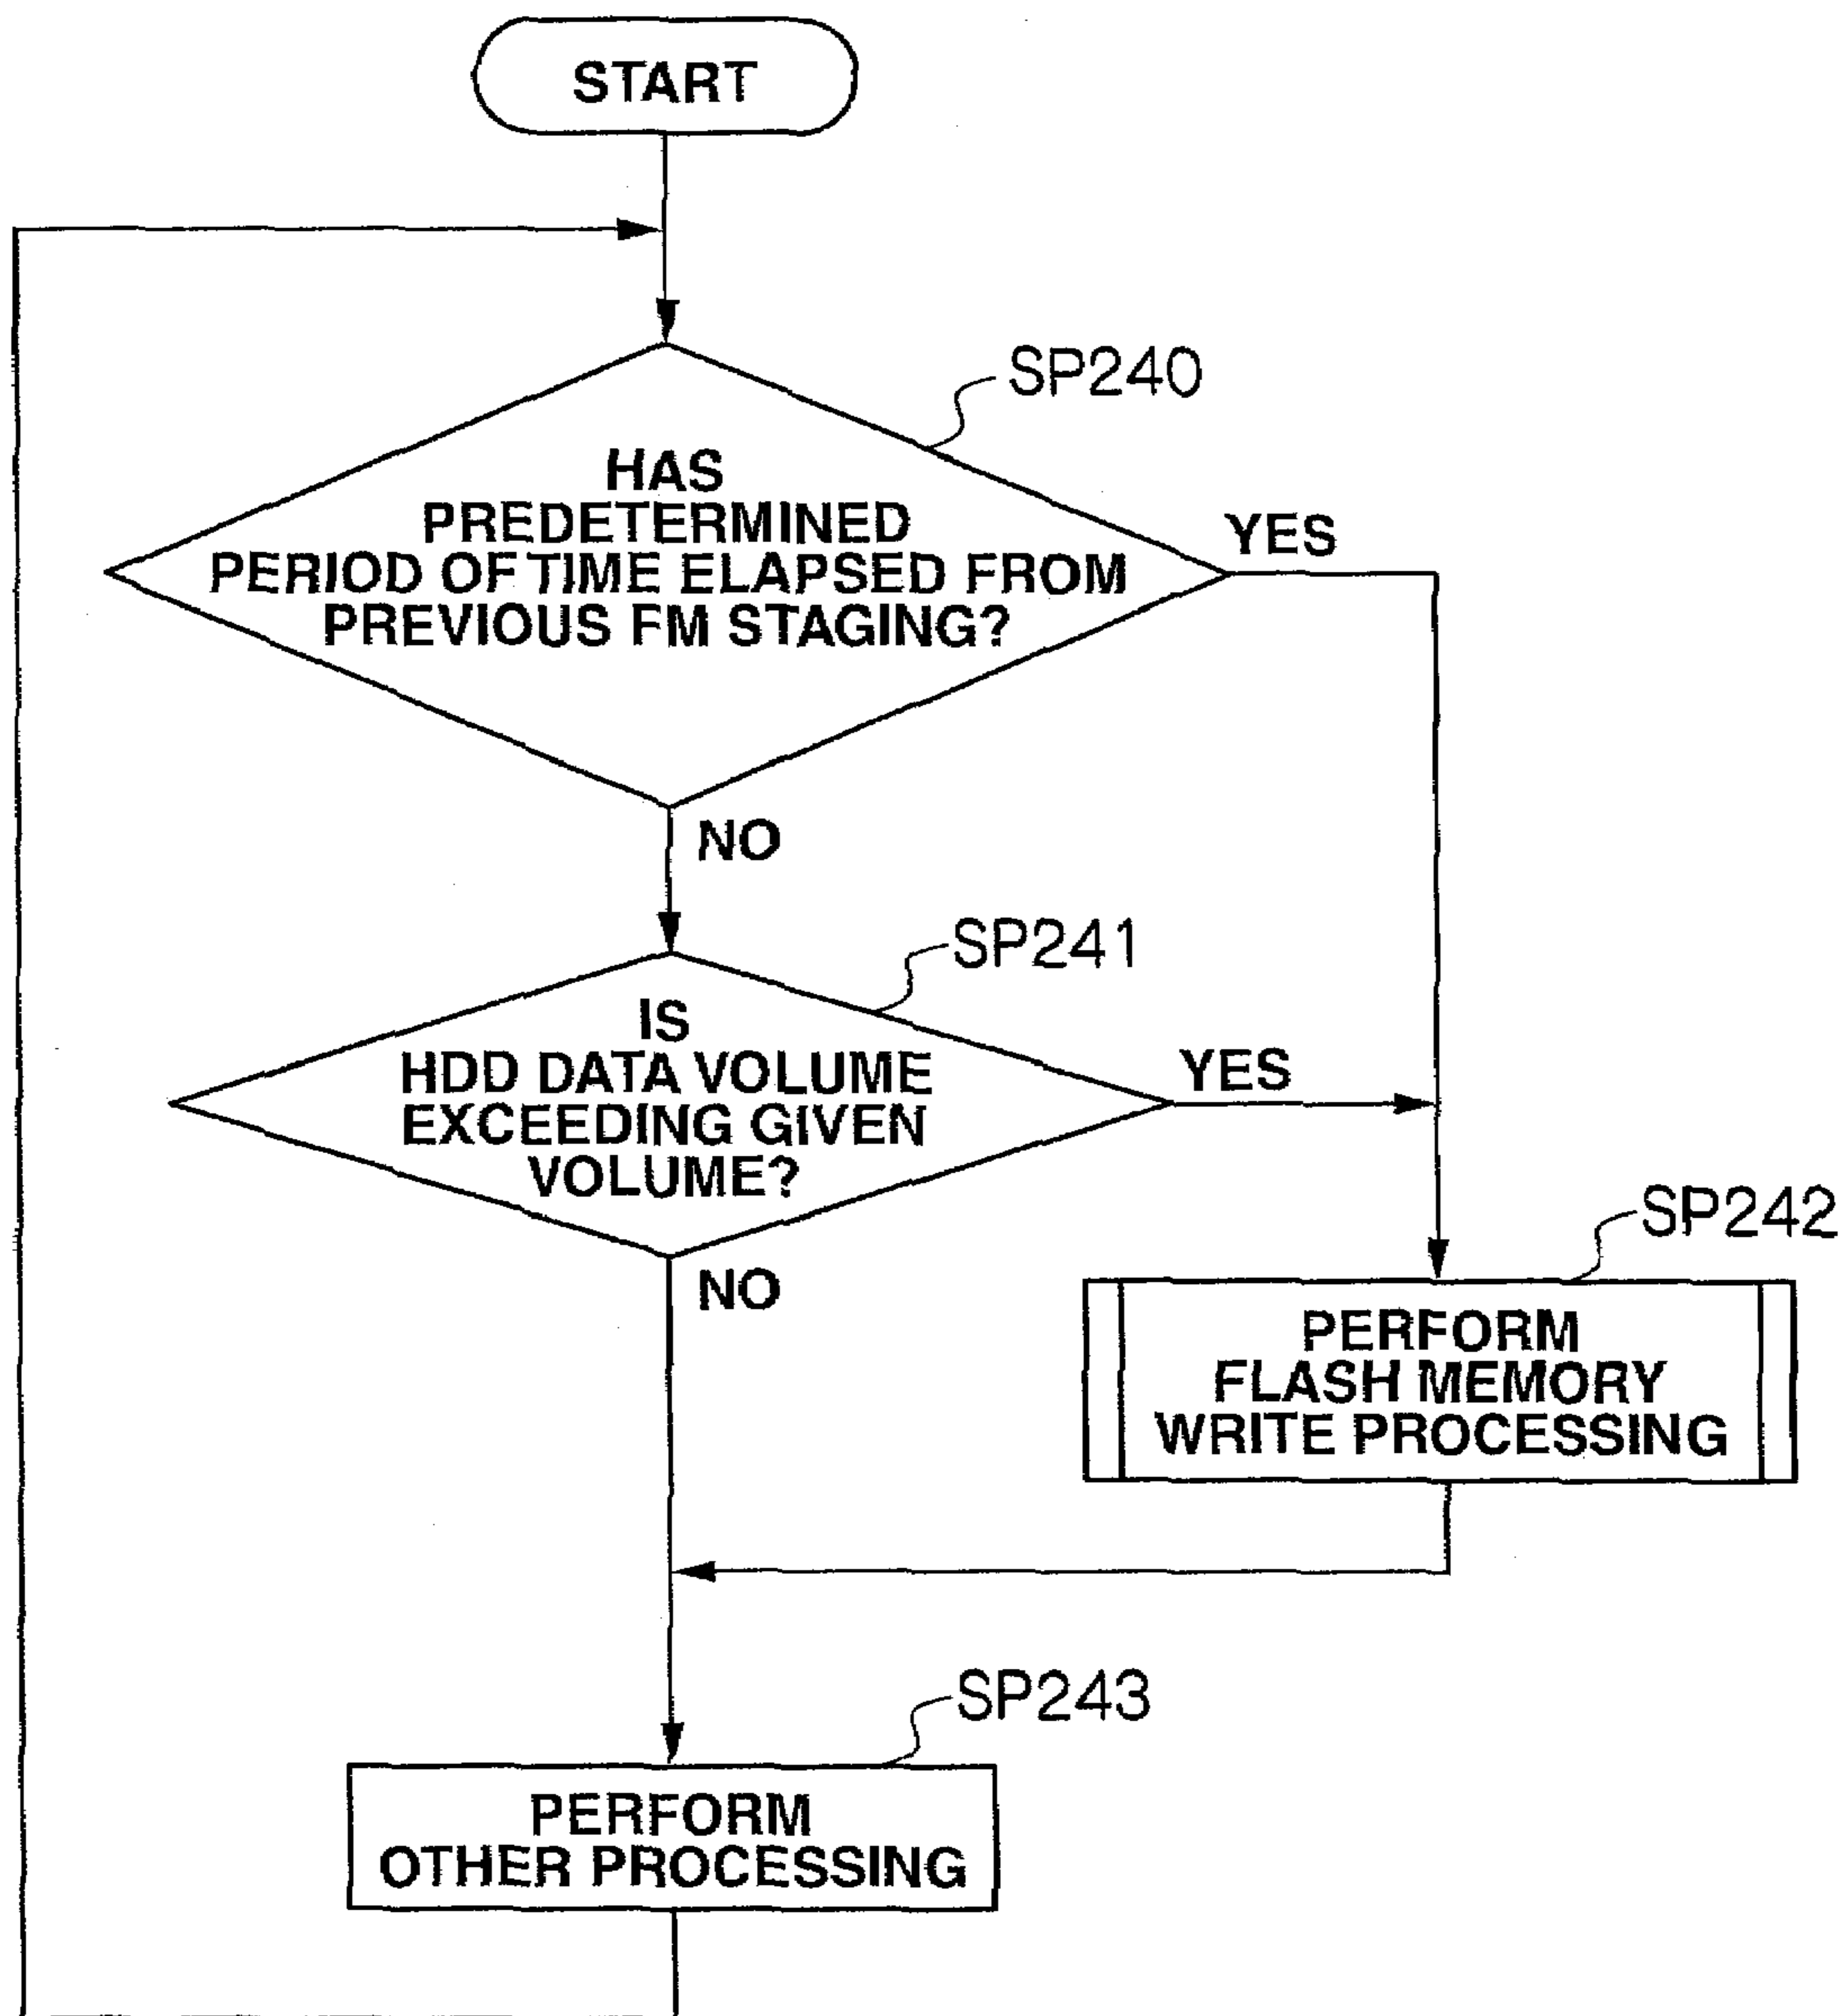 START
SP240
HAS
PREDETERMINED
PERIOD OF TIME ELAPSED FROM
PREVIOUS FM STAGING?
YES
NO
SP241
IS
HDD DATA VOLUME
EXCEEDING GIVEN
VOLUME?
YES
NO
SP242
PERFORM
FLASH MEMORY
WRITE PROCESSING
SP243
PERFORM
OTHER PROCESSING